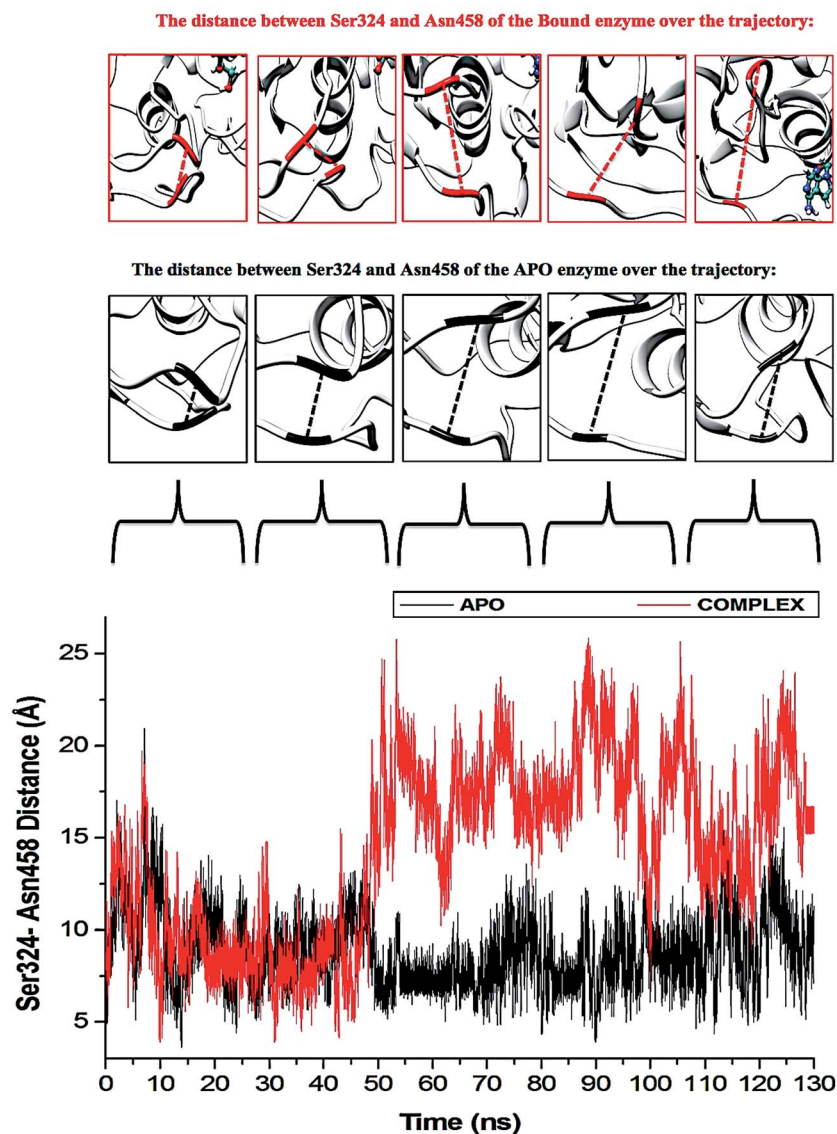 The distance between Ser324 and Asn458 of the Bound enzyme over the trajectory:
The distance between Ser324 and Asn458 of the APO enzyme over the trajectory:
APO COMPLEX
Ser324- Asn458 Distance (Å)
25
20
15
10
5
0 10 20 30 40 50 60 70 80 90 100 110 120 130
Time (ns)